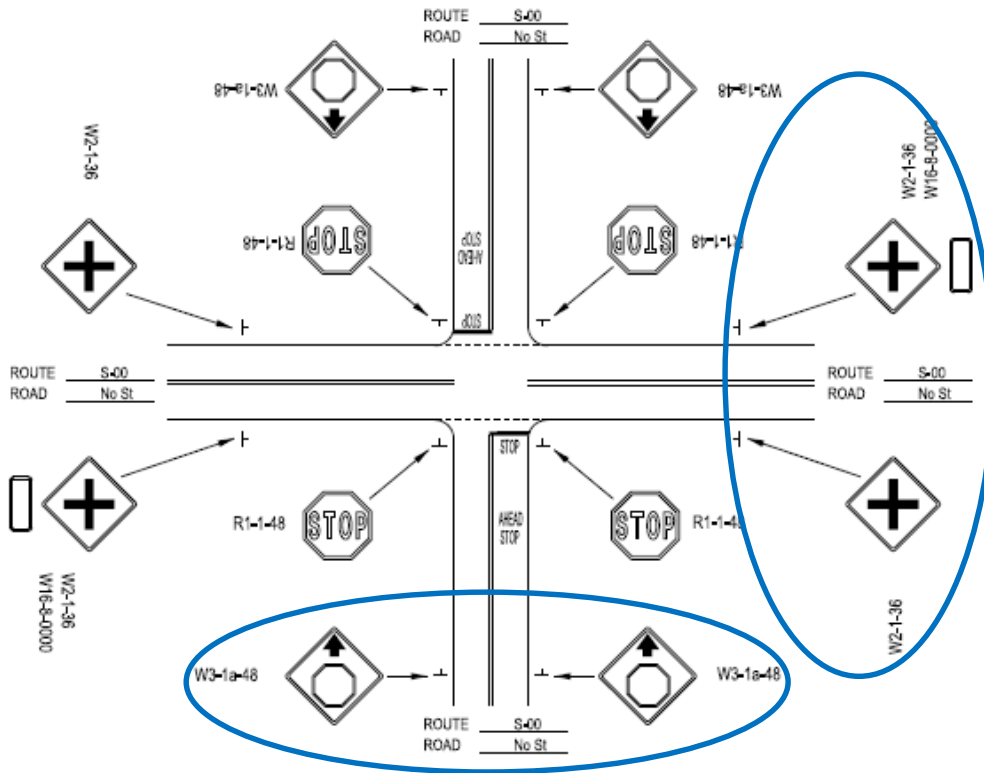 ROUTE S-00
ROAD No St
W3-1a-48
W3-1a-48
W2-1-36
W2-1-36
W16-8-0000
R1-1-48
STOP
AHEAD
STOP
STOP
R1-1-48
STOP
STOP
ROUTE S-00
ROAD No St
ROUTE S-00
ROAD No St
R1-1-48
STOP
STOP
AHEAD
STOP
STOP
R1-1-48
W2-1-36
W16-8-0000
W2-1-36
W3-1a-48
W3-1a-48
ROUTE S-00
ROAD No St